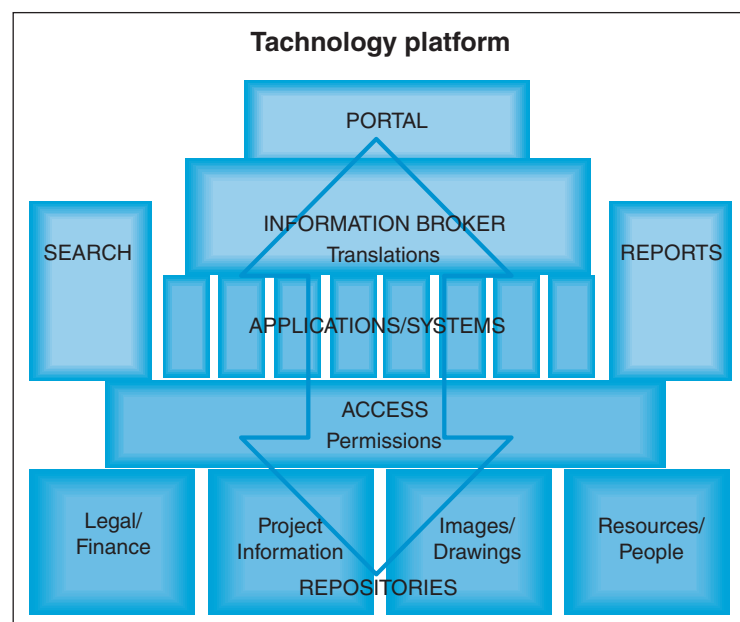 Tachnology platform
PORTAL
INFORMATION BROKER
Translations
SEARCH
REPORTS
APPLICATIONS/SYSTEMS
ACCESS
Permissions
Legal/
Finance
Project
Information
Images/
Drawings
Resources/
People
REPOSITORIES